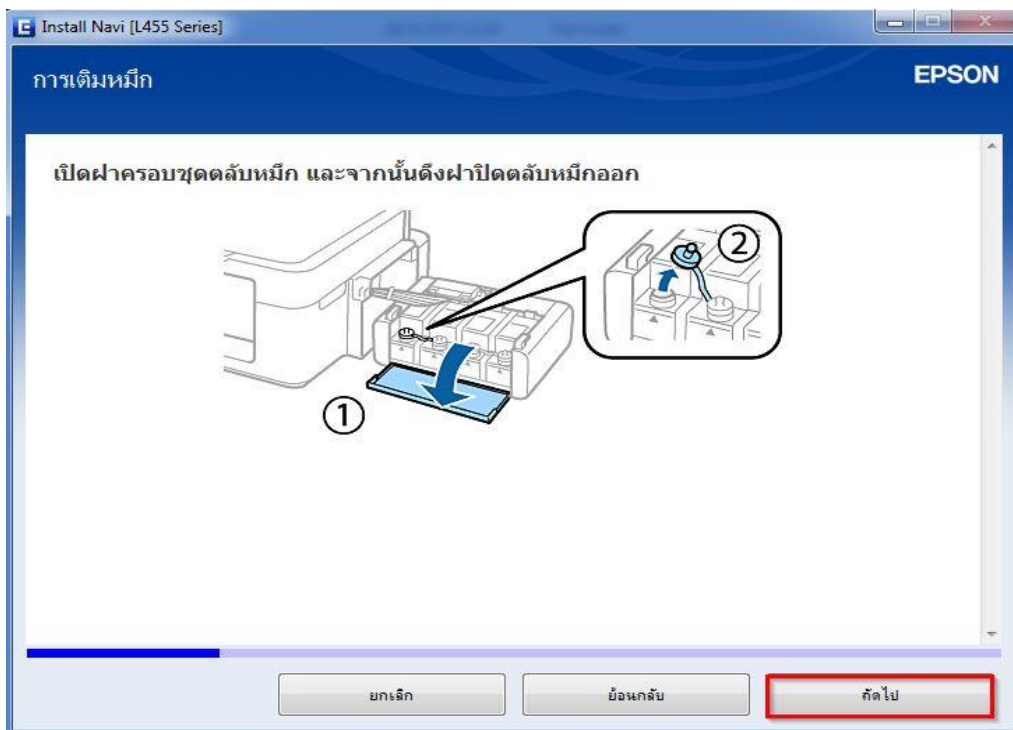 Install Navi [L455 Series]
การเติมหมึก
EPSON
เปิดฝาครอบชุดตลับหมึก และจากนั้นดึงฝาปิดตลับหมึกออก
②
①
ยกเลิก
ย้อนกลับ
ถัดไป